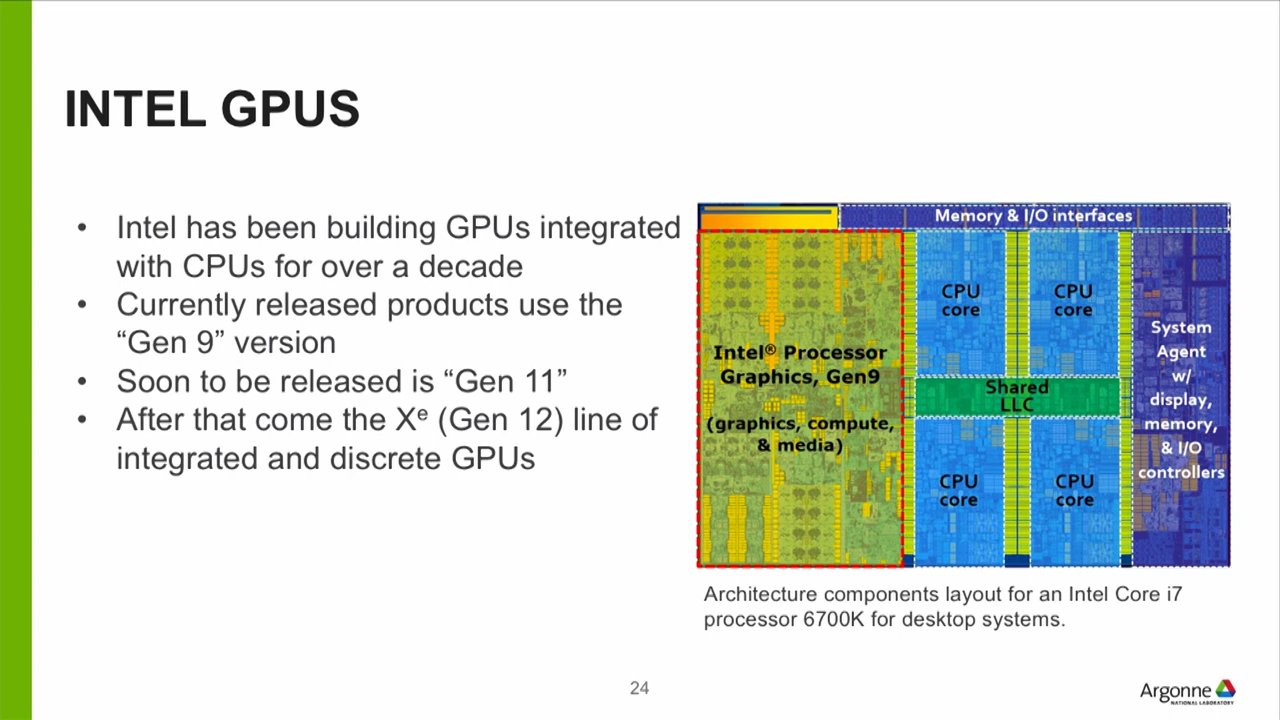 INTEL GPUS
• Intel has been building GPUs integrated
with CPUs for over a decade
• Currently released products use the
“Gen 9” version
• Soon to be released is “Gen 11”
• After that come the Xᵉ (Gen 12) line of
integrated and discrete GPUs
Memory & I/O interfaces
Intel® Processor
Graphics, Gen9
(graphics, compute,
& media)
CPU
core
CPU
core
Shared
LLC
CPU
core
CPU
core
System
Agent
w/
display,
memory,
& I/O
controllers
Architecture components layout for an Intel Core i7
processor 6700K for desktop systems.
24
Argonne
NATIONAL LABORATORY